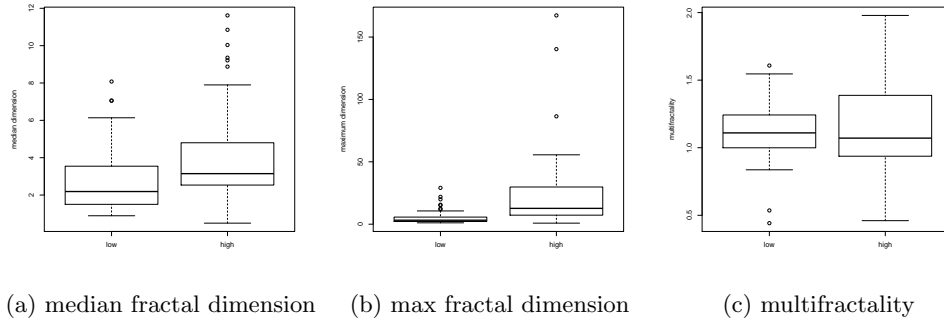 median dimension
2
4
6
8
10
12
low
high
maximum dimension
0
50
100
150
low
high
multifractality
0.5
1.0
1.5
2.0
low
high
(a) median fractal dimension
(b) max fractal dimension
(c) multifractality